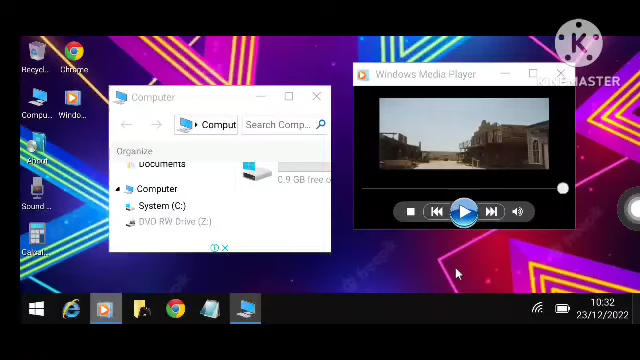 Recycl..
Chrome
Compu..
Windo..
About
Sound ..
Calcul..
Computer
Comput
Search Comp...
Organize
Documents
0.9 GB free o
Computer
System (C:)
DVO RW Drive (Z:)
Windows Media Player
K
KINEMASTER
10:32
23/12/2022